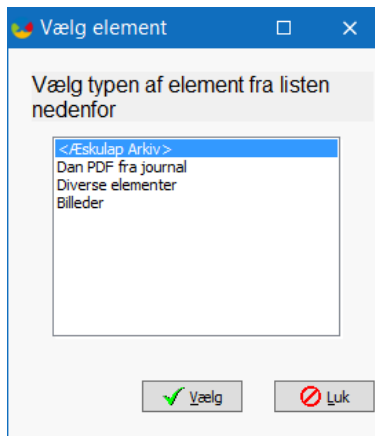 Vælg element
Vælg typen af element fra listen
nedenfor
<Æskulap Arkiv>
Dan PDF fra journal
Diverse elementer
Billeder
Vælg
Luk